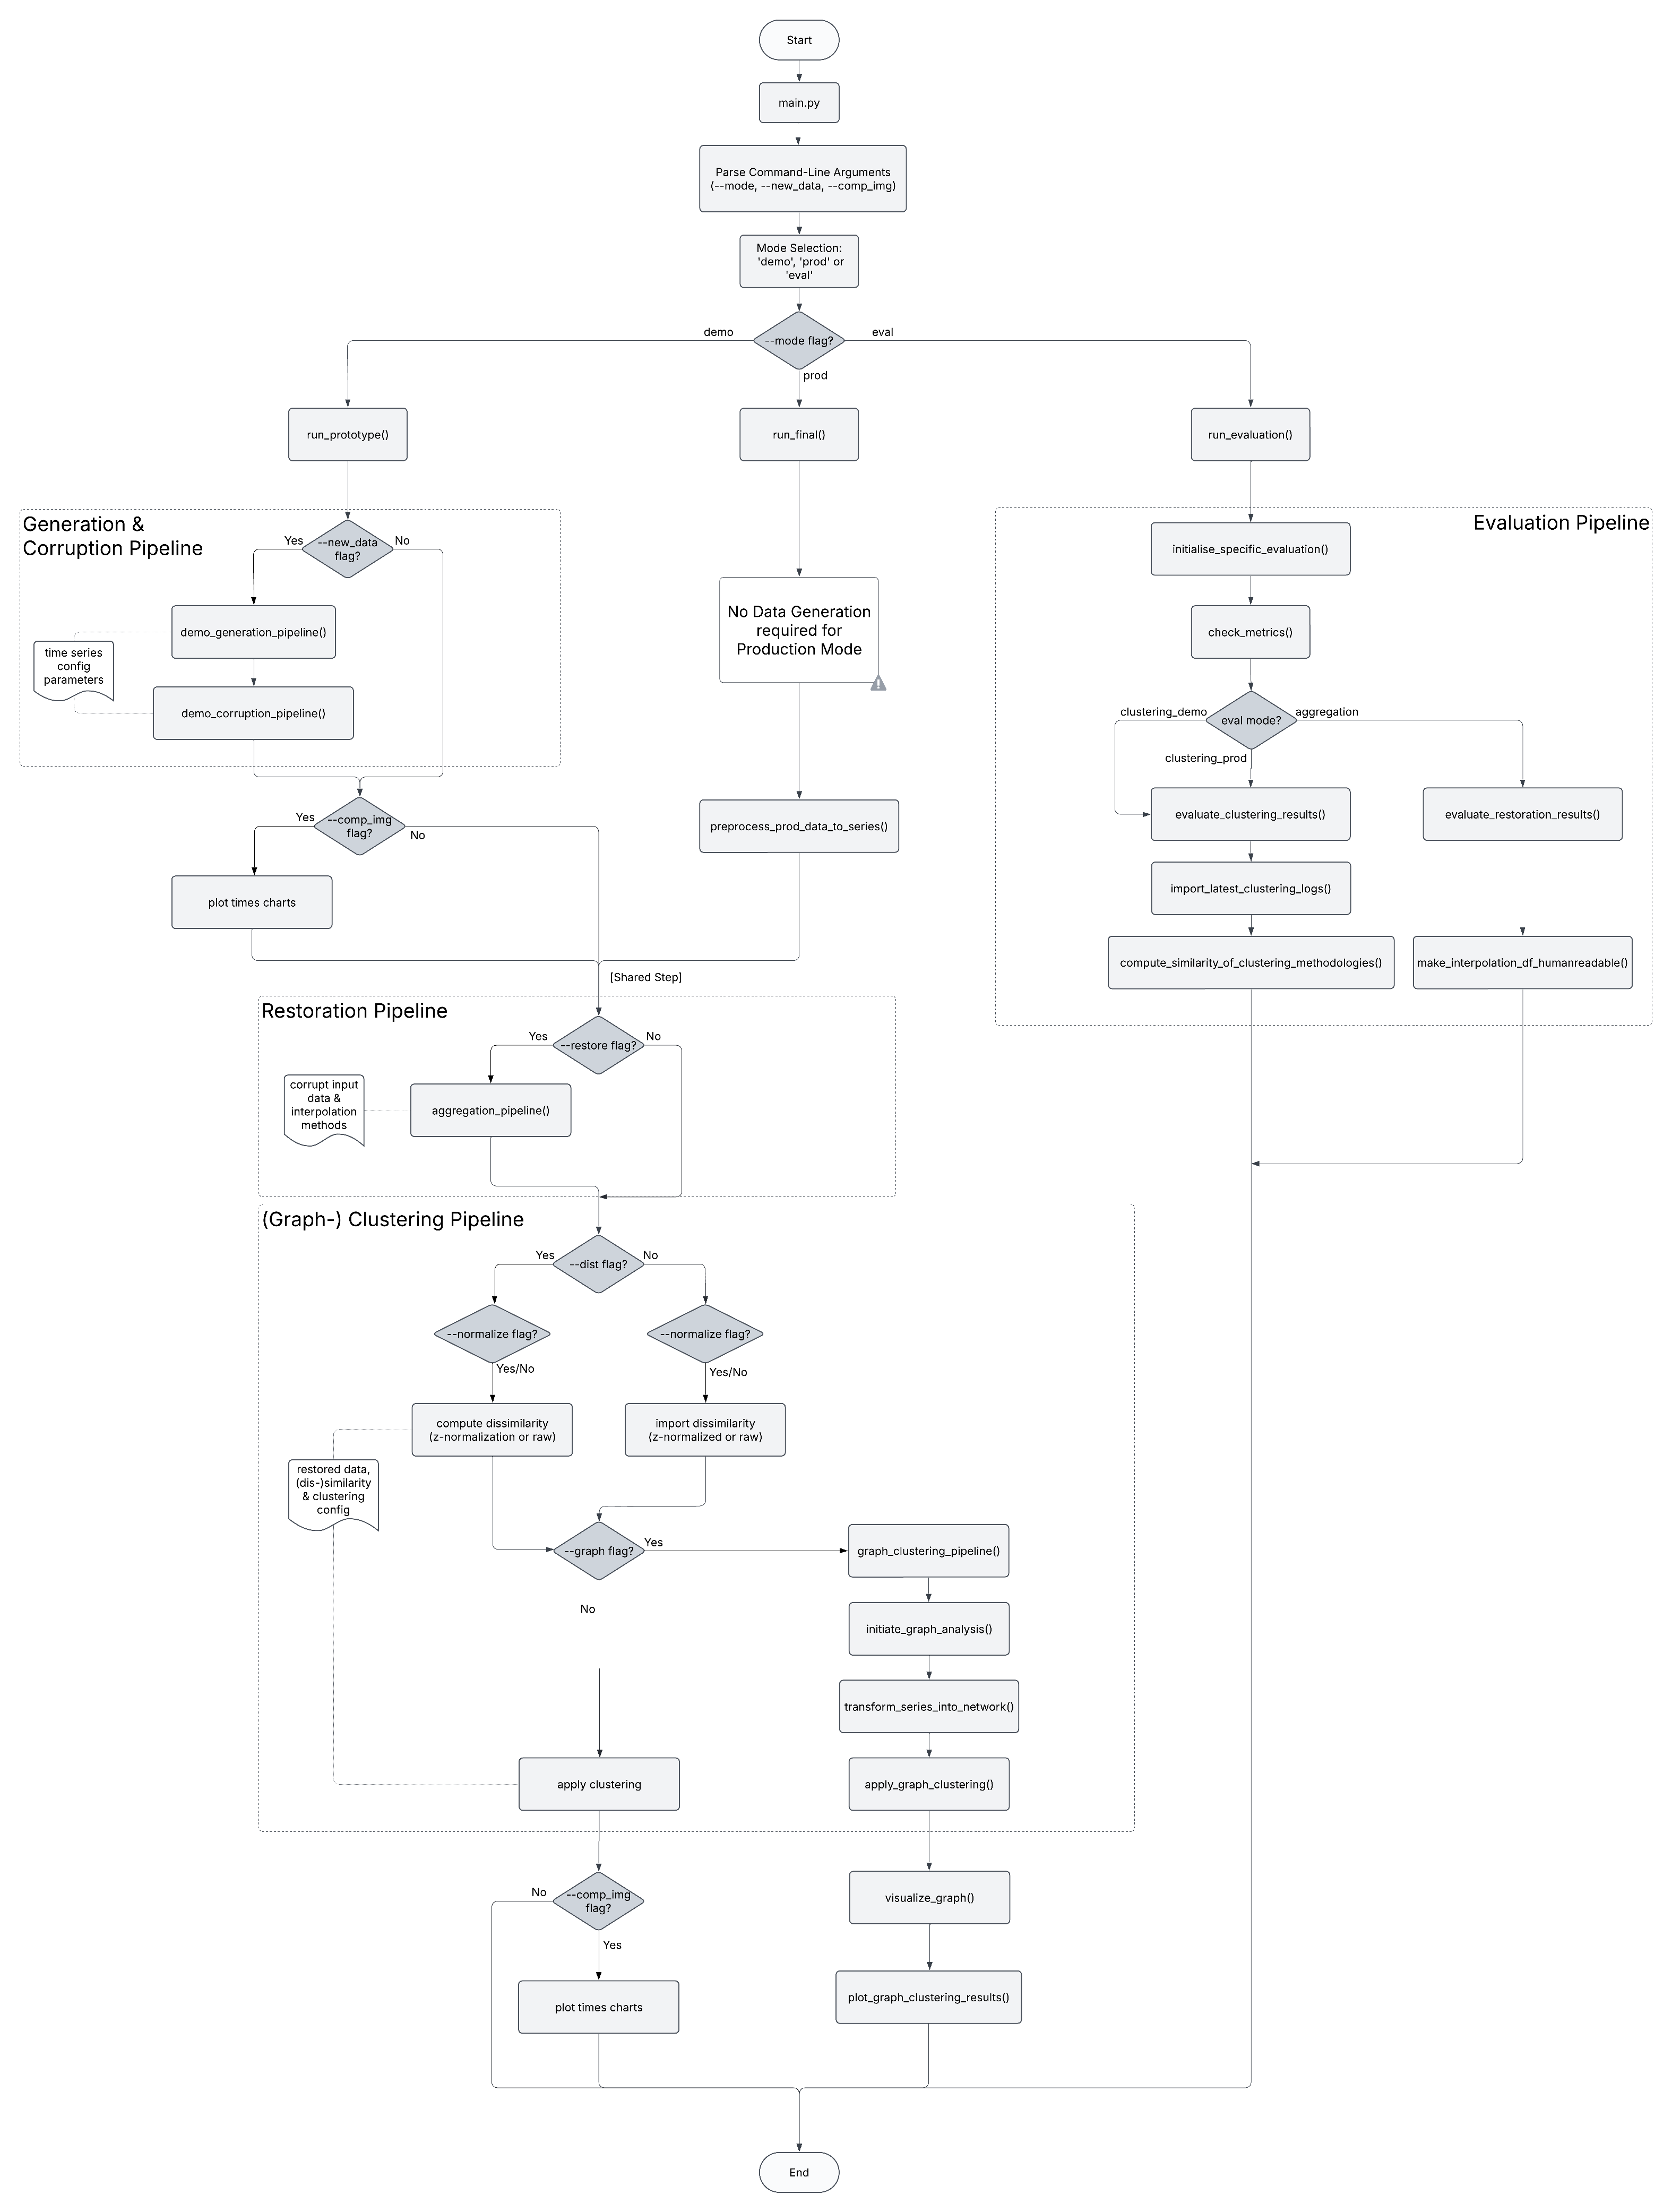 Start
main.py
Parse Command-Line Arguments
(--mode, --new_data, --comp_img)
Mode Selection:
'demo', 'prod' or
'eval'
--mode flag?
demo
eval
prod
run_prototype()
run_final()
run_evaluation()
Generation &
Corruption Pipeline
--new_data
flag?
Yes
No
demo_generation_pipeline()
time series
config
parameters
demo_corruption_pipeline()
--comp_img
flag?
Yes
No
plot times charts
No Data Generation
required for
Production Mode
preprocess_prod_data_to_series()
[Shared Step]
Evaluation Pipeline
initialise_specific_evaluation()
check_metrics()
eval mode?
clustering_demo
aggregation
clustering_prod
evaluate_clustering_results()
evaluate_restoration_results()
import_latest_clustering_logs()
compute_similarity_of_clustering_methodologies()
make_interpolation_df_humanreadable()
Restoration Pipeline
--restore flag?
Yes
No
corrupt input
data &
interpolation
methods
aggregation_pipeline()
(Graph-) Clustering Pipeline
--dist flag?
Yes
No
--normalize flag?
--normalize flag?
Yes/No
Yes/No
compute dissimilarity
(z-normalization or raw)
import dissimilarity
(z-normalized or raw)
restored data,
(dis-)similarity
& clustering
config
--graph flag?
Yes
No
graph_clustering_pipeline()
initiate_graph_analysis()
transform_series_into_network()
apply clustering
apply_graph_clustering()
--comp_img
flag?
No
Yes
visualize_graph()
plot times charts
plot_graph_clustering_results()
End